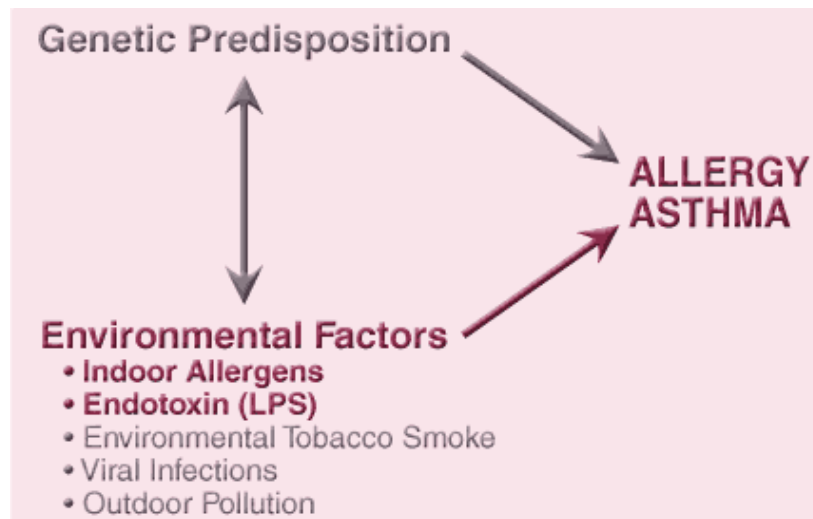 Genetic Predisposition
ALLERGY
ASTHMA
Environmental Factors
• Indoor Allergens
• Endotoxin (LPS)
• Environmental Tobacco Smoke
• Viral Infections
• Outdoor Pollution